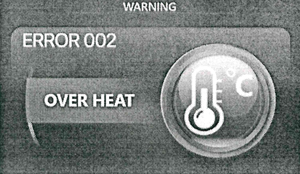 WARNING
ERROR 002
OVER HEAT
°C